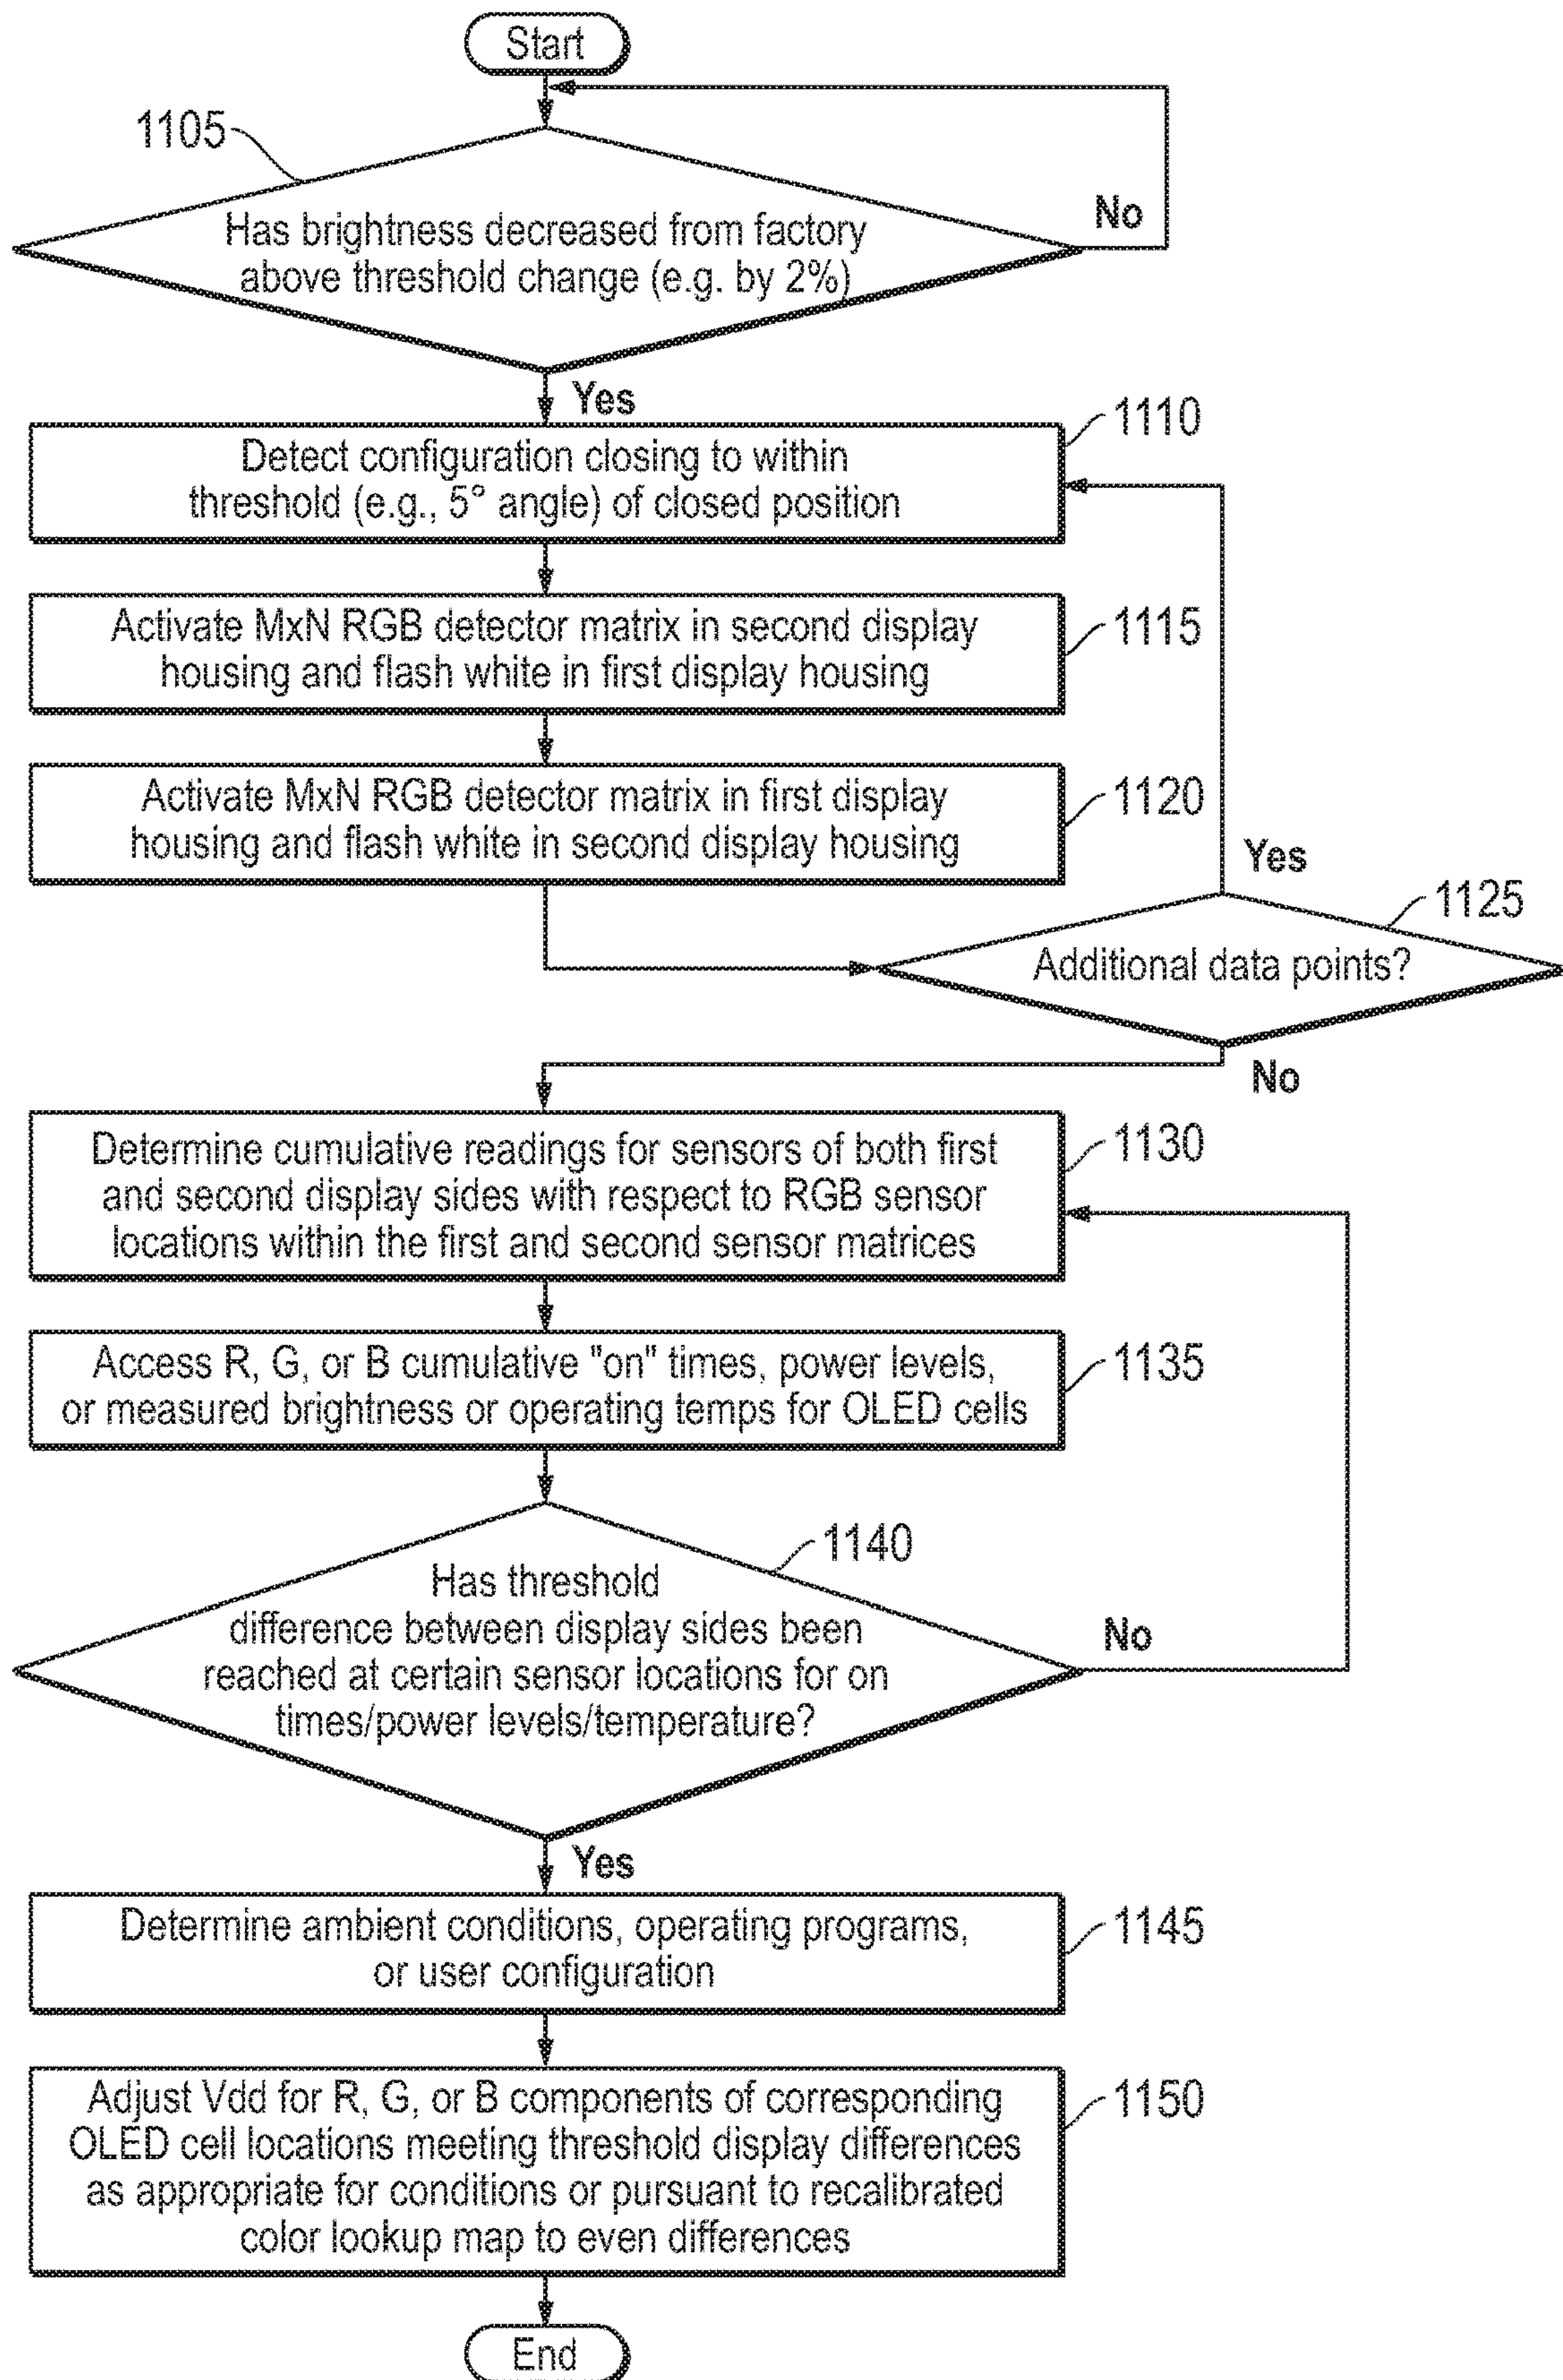 Start
1105
No
Has brightness decreased from factory
above threshold change (e.g. by 2%)
Yes
1110
Detect configuration closing to within
threshold (e.g., 5° angle) of closed position
1115
Activate MxN RGB detector matrix in second display
housing and flash white in first display housing
1120
Activate MxN RGB detector matrix in first display
housing and flash white in second display housing
Yes
1125
Additional data points?
No
1130
Determine cumulative readings for sensors of both first
and second display sides with respect to RGB sensor
locations within the first and second sensor matrices
1135
Access R, G, or B cumulative "on" times, power levels,
or measured brightness or operating temps for OLED cells
1140
Has threshold
difference between display sides been
reached at certain sensor locations for on
times/power levels/temperature?
No
Yes
1145
Determine ambient conditions, operating programs,
or user configuration
1150
Adjust Vdd for R, G, or B components of corresponding
OLED cell locations meeting threshold display differences
as appropriate for conditions or pursuant to recalibrated
color lookup map to even differences
End